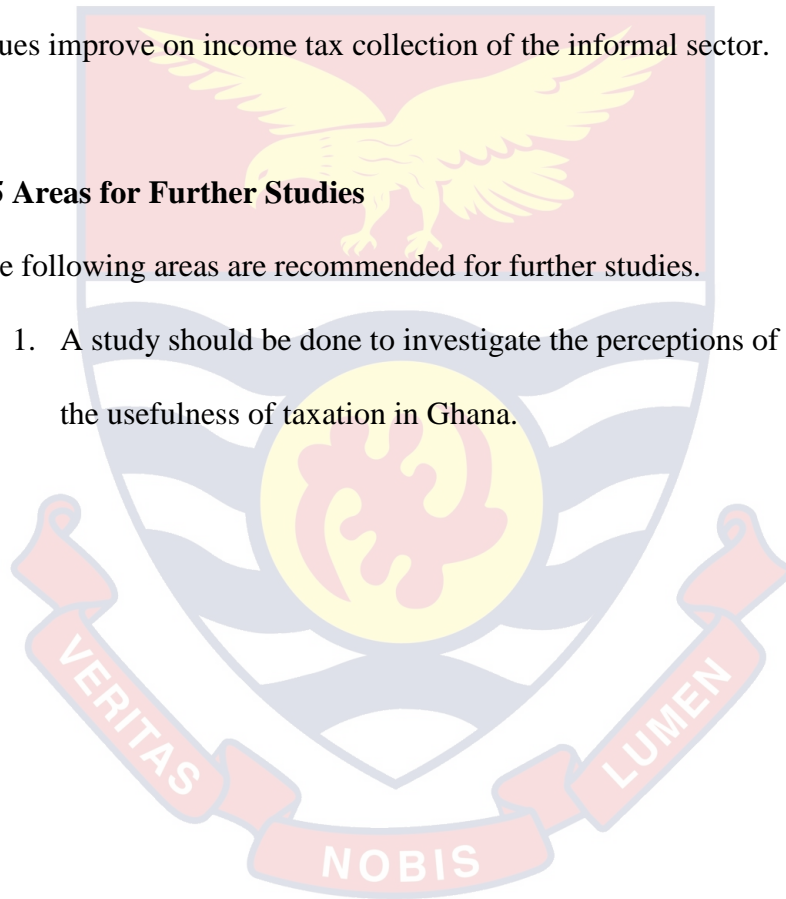 ues improve on income tax collection of the informal sector.
5 Areas for Further Studies
e following areas are recommended for further studies.
1. A study should be done to investigate the perceptions of
the usefulness of taxation in Ghana.
VERITAS
NOBIS
LUMEN